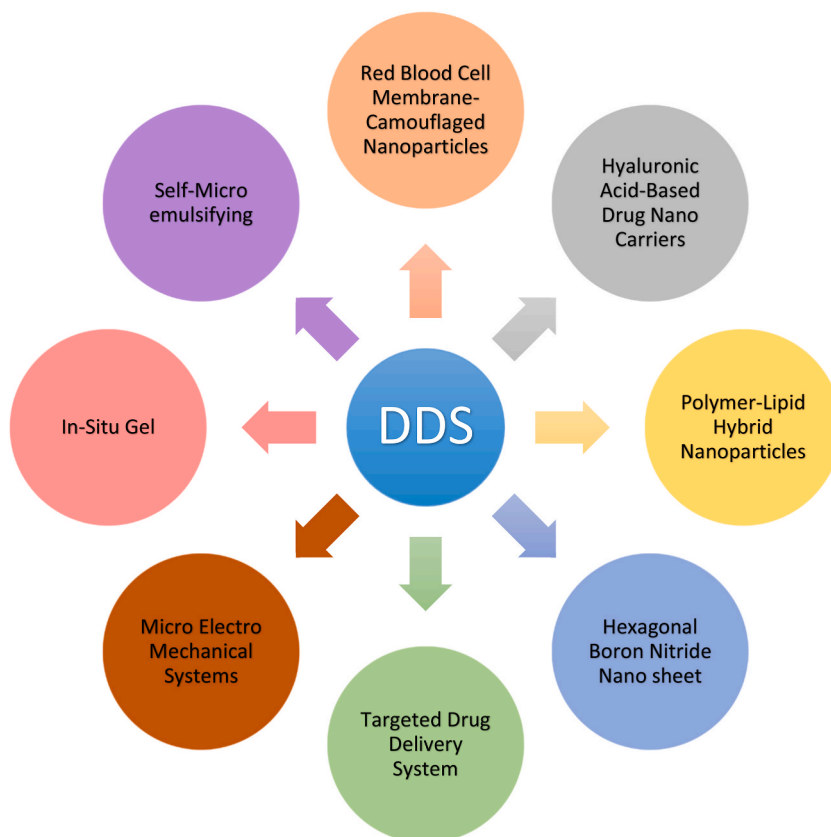 Red Blood Cell
Membrane-
Camouflaged
Nanoparticles
Hyaluronic
Acid-Based
Drug Nano
Carriers
Polymer-Lipid
Hybrid
Nanoparticles
Hexagonal
Boron Nitride
Nano sheet
Targeted Drug
Delivery
System
Micro Electro
Mechanical
Systems
In-Situ Gel
Self-Micro
emulsifying
DDS